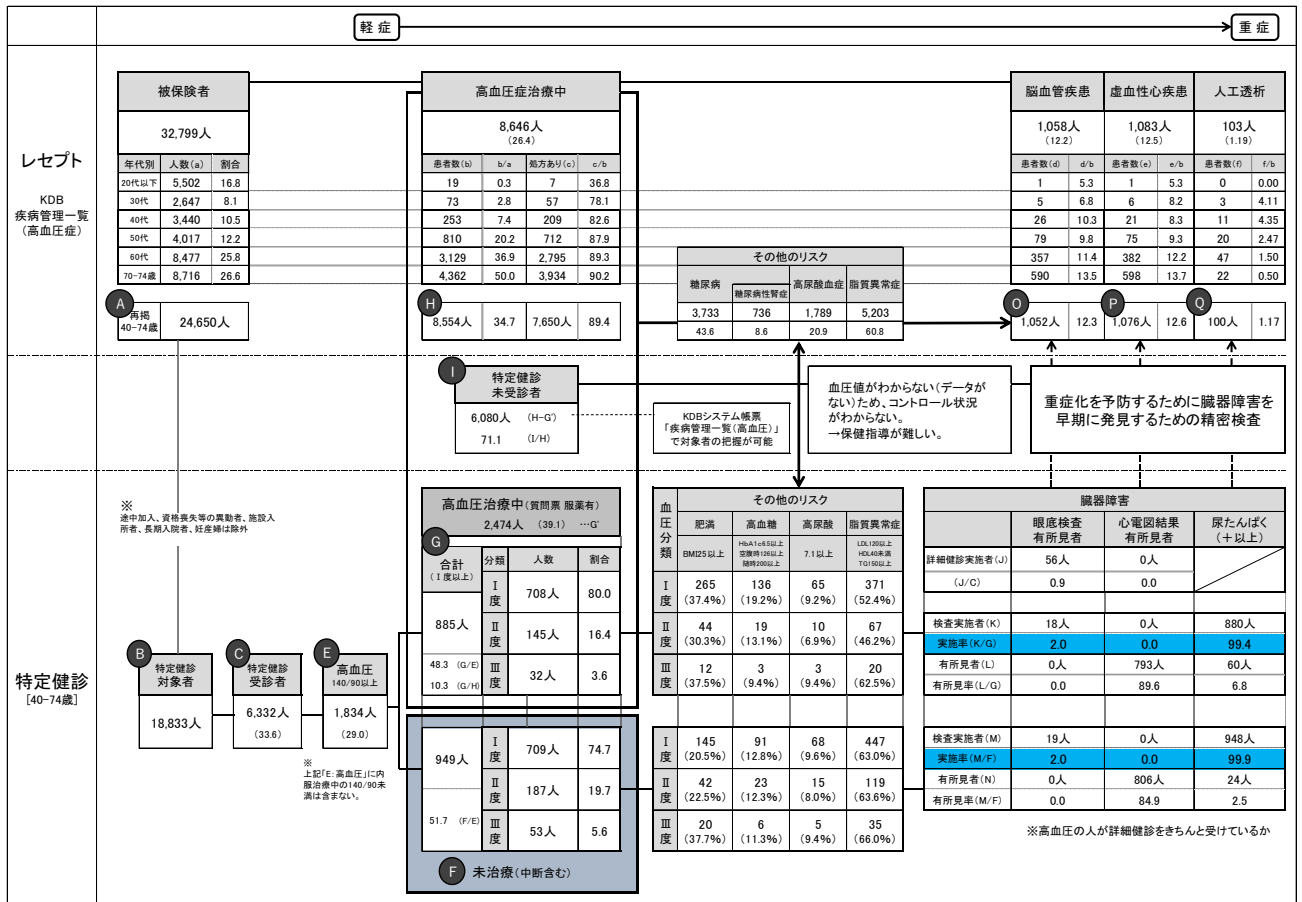 軽症 重症
レセプト
KDB
疾病管理一覧
(高血圧症)
被保険者
32,799人
年代別 人数(a) 割合
20代以下 5,502 16.8
30代 2,647 8.1
40代 3,440 10.5
50代 4,017 12.2
60代 8,477 25.8
70-74歳 8,716 26.6
A
再掲
40-74歳 24,650人
高血圧症治療中
8,646人
(26.4)
患者数(b) b/a 処方あり(c) c/b
19 0.3 7 36.8
73 2.8 57 78.1
253 7.4 209 82.6
810 20.2 712 87.9
3,129 36.9 2,795 89.3
4,362 50.0 3,934 90.2
H
8,554人 34.7 7,650人 89.4
その他のリスク
糖尿病 糖尿病性腎症 高尿酸血症 脂質異常症
3,733 736 1,789 5,203
43.6 8.6 20.9 60.8
脳血管疾患 虚血性心疾患 人工透析
1,058人 1,083人 103人
(12.2) (12.5) (1.19)
患者数(d) d/b 患者数(e) e/b 患者数(f) f/b
1 5.3 1 5.3 0 0.00
5 6.8 6 8.2 3 4.11
26 10.3 21 8.3 11 4.35
79 9.8 75 9.3 20 2.47
357 11.4 382 12.2 47 1.50
590 13.5 598 13.7 22 0.50
O P Q
1,052人 12.3 1,076人 12.6 100人 1.17
I
特定健診
未受診者
6,080人 (H-G')
71.1 (I/H)
KDBシステム帳票
「疾病管理一覧(高血圧)」
で対象者の把握が可能
血圧値がわからない(データが
ない)ため、コントロール状況
がわからない。
→保健指導が難しい。
重症化を予防するために臓器障害を
早期に発見するための精密検査
特定健診
[40-74歳]
※
途中加入、資格喪失等の異動者、施設入
所者、長期入院者、妊産婦は除外
B
特定健診
対象者
18,833人
C
特定健診
受診者
6,332人
(33.6)
E
高血圧
140/90以上
1,834人
(29.0)
※
上記「E:高血圧」に内
服治療中の140/90未
満は含まない。
高血圧治療中(質問票 服薬有)
2,474人 (39.1) …G'
G
合計
(Ⅰ度以上)
分類 人数 割合
885人
48.3 (G/E)
10.3 (G/H)
Ⅰ度 708人 80.0
Ⅱ度 145人 16.4
Ⅲ度 32人 3.6
949人
51.7 (F/E)
Ⅰ度 709人 74.7
Ⅱ度 187人 19.7
Ⅲ度 53人 5.6
F 未治療(中断含む)
血圧分類 その他のリスク
肥満 高血糖 高尿酸 脂質異常症
BMI25以上
HbA1c6.5以上
空腹時126以上
随時200以上
7.1以上
LDL120以上
HDL40未満
TG150以上
Ⅰ度 265 136 65 371
(37.4%) (19.2%) (9.2%) (52.4%)
Ⅱ度 44 19 10 67
(30.3%) (13.1%) (6.9%) (46.2%)
Ⅲ度 12 3 3 20
(37.5%) (9.4%) (9.4%) (62.5%)
Ⅰ度 145 91 68 447
(20.5%) (12.8%) (9.6%) (63.0%)
Ⅱ度 42 23 15 119
(22.5%) (12.3%) (8.0%) (63.6%)
Ⅲ度 20 6 5 35
(37.7%) (11.3%) (9.4%) (66.0%)
臓器障害
眼底検査 心電図結果 尿たんぱく
有所見者 有所見者 (+以上)
詳細健診実施者(J) 56人 0人
(J/C) 0.9 0.0
検査実施者(K) 18人 0人 880人
実施率(K/G) 2.0 0.0 99.4
有所見者(L) 0人 793人 60人
有所見率(L/G) 0.0 89.6 6.8
検査実施者(M) 19人 0人 948人
実施率(M/F) 2.0 0.0 99.9
有所見者(N) 0人 806人 24人
有所見率(M/F) 0.0 84.9 2.5
※高血圧の人が詳細健診をきちんと受けているか